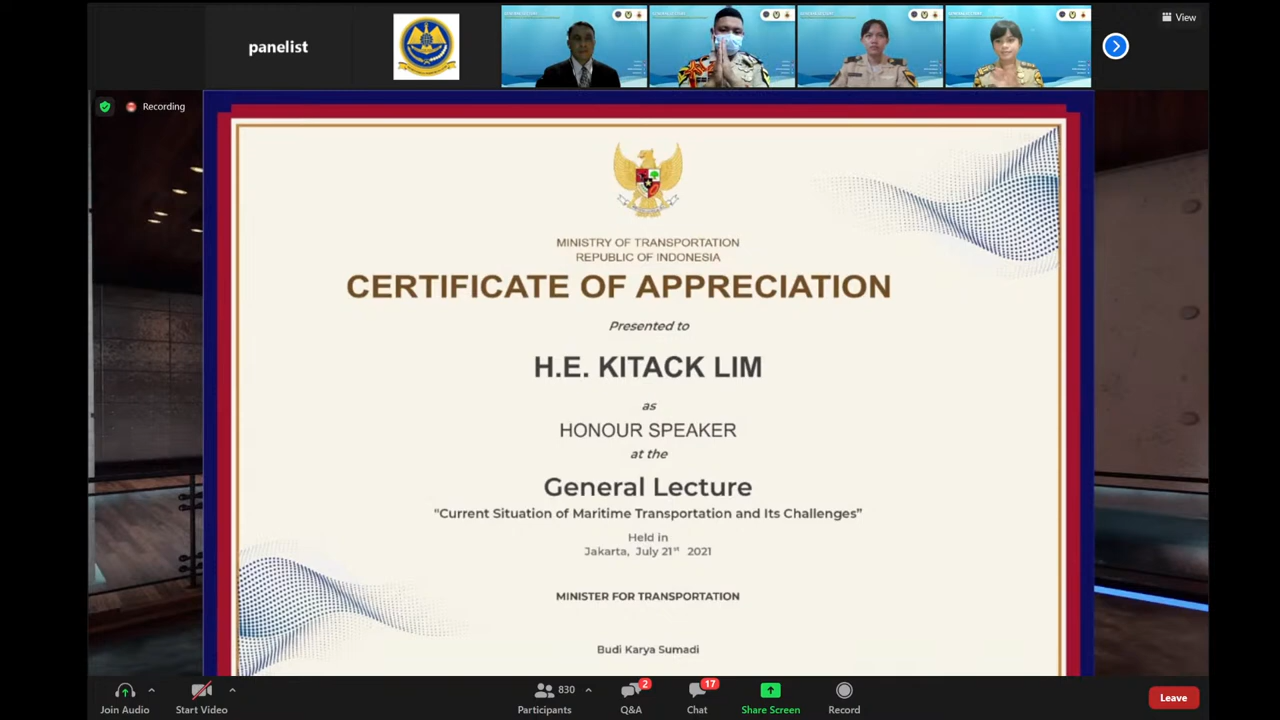 panelist
View
Recording
MINISTRY OF TRANSPORTATION
REPUBLIC OF INDONESIA
CERTIFICATE OF APPRECIATION
Presented to
H.E. KITACK LIM
as
HONOUR SPEAKER
at the
General Lecture
"Current Situation of Maritime Transportation and Its Challenges”
Held in
Jakarta, July 21st 2021
MINISTER FOR TRANSPORTATION
Budi Karya Sumadi
830
2
17
Join Audio
Start Video
Participants
Q&A
Chat
Share Screen
Record
Leave